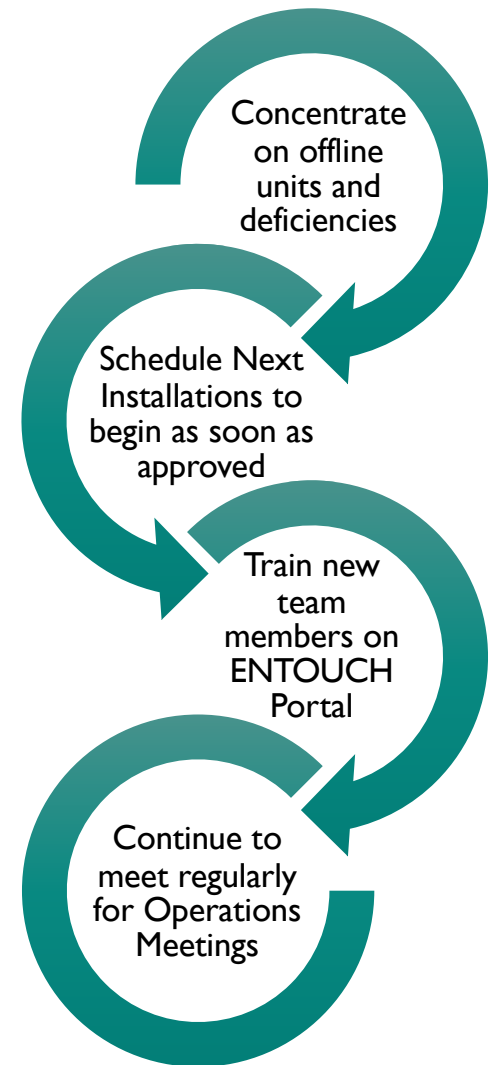 Concentrate
on offline
units and
deficiencies
Schedule Next
Installations to
begin as soon as
approved
Train new
team
members on
ENTOUCH
Portal
Continue to
meet regularly
for Operations
Meetings